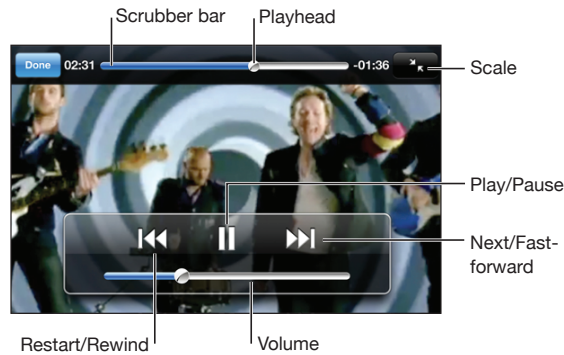 Scrubber bar
Playhead
Done 02:31 -01:36
Scale
Play/Pause
Next/Fast-
forward
Restart/Rewind
Volume